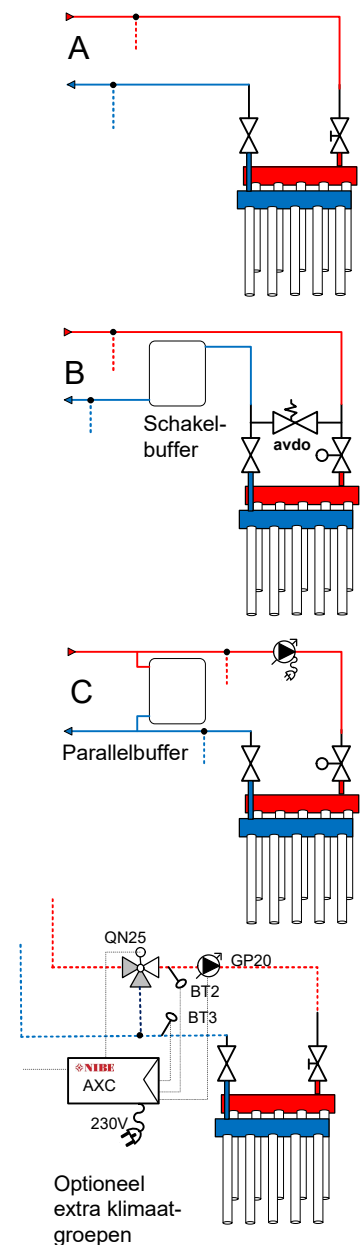 A
B
Schakel-
buffer
avdo
C
Parallelbuffer
QN25
GP20
BT2
BT3
NIBE
AXC
230V
Optioneel
extra klimaat-
groepen